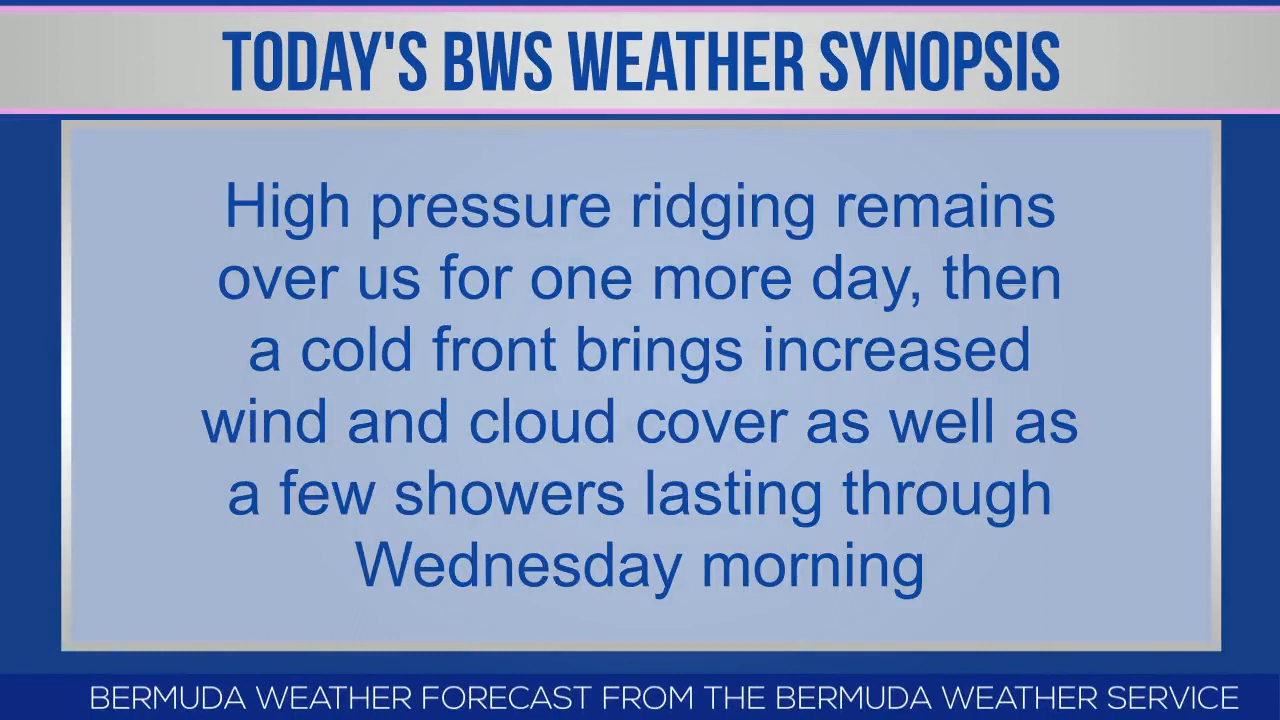 TODAY'S BWS WEATHER SYNOPSIS
High pressure ridging remains
over us for one more day, then
a cold front brings increased
wind and cloud cover as well as
a few showers lasting through
Wednesday morning
BERMUDA WEATHER FORECAST FROM THE BERMUDA WEATHER SERVICE